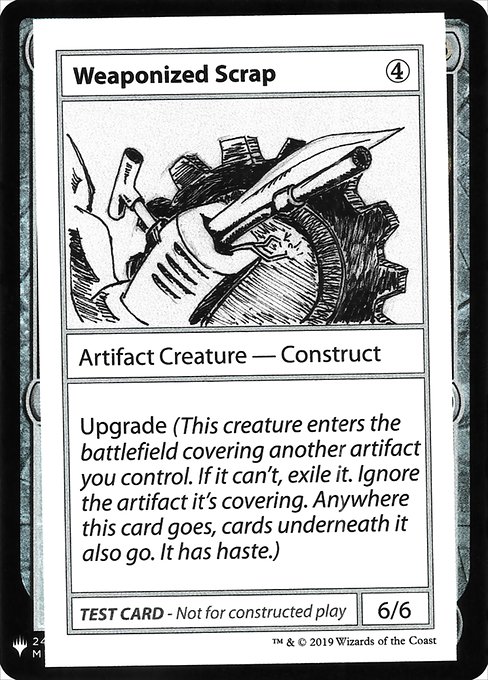 Weaponized Scrap 4
Artifact Creature — Construct
Upgrade (This creature enters the
battlefield covering another artifact
you control. If it can't, exile it. Ignore
the artifact it's covering. Anywhere
this card goes, cards underneath it
also go. It has haste.)
TEST CARD - Not for constructed play 6/6
™ & © 2019 Wizards of the Coast
24
M